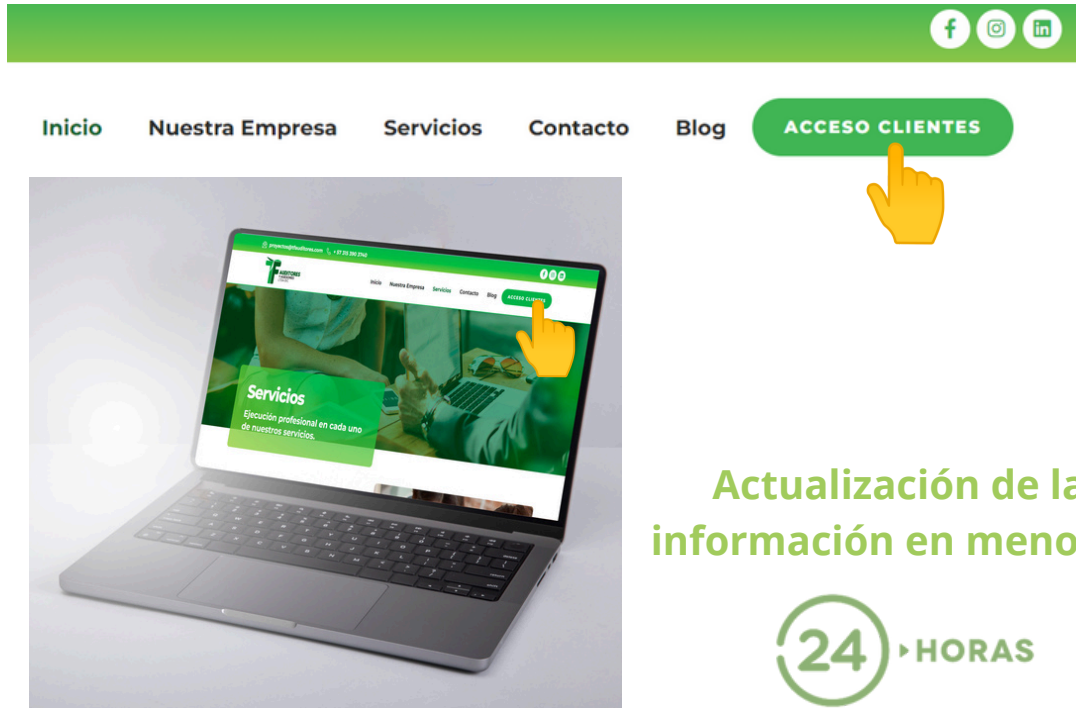 Inicio Nuestra Empresa Servicios Contacto Blog ACCESO CLIENTES
AUDITORES
Inicio Nuestra Empresa Servicios Contacto Blog ACCESO CLIENTES
Servicios
Ejecución profesional en cada uno
de nuestros servicios.
Actualización de la
información en meno
24 HORAS